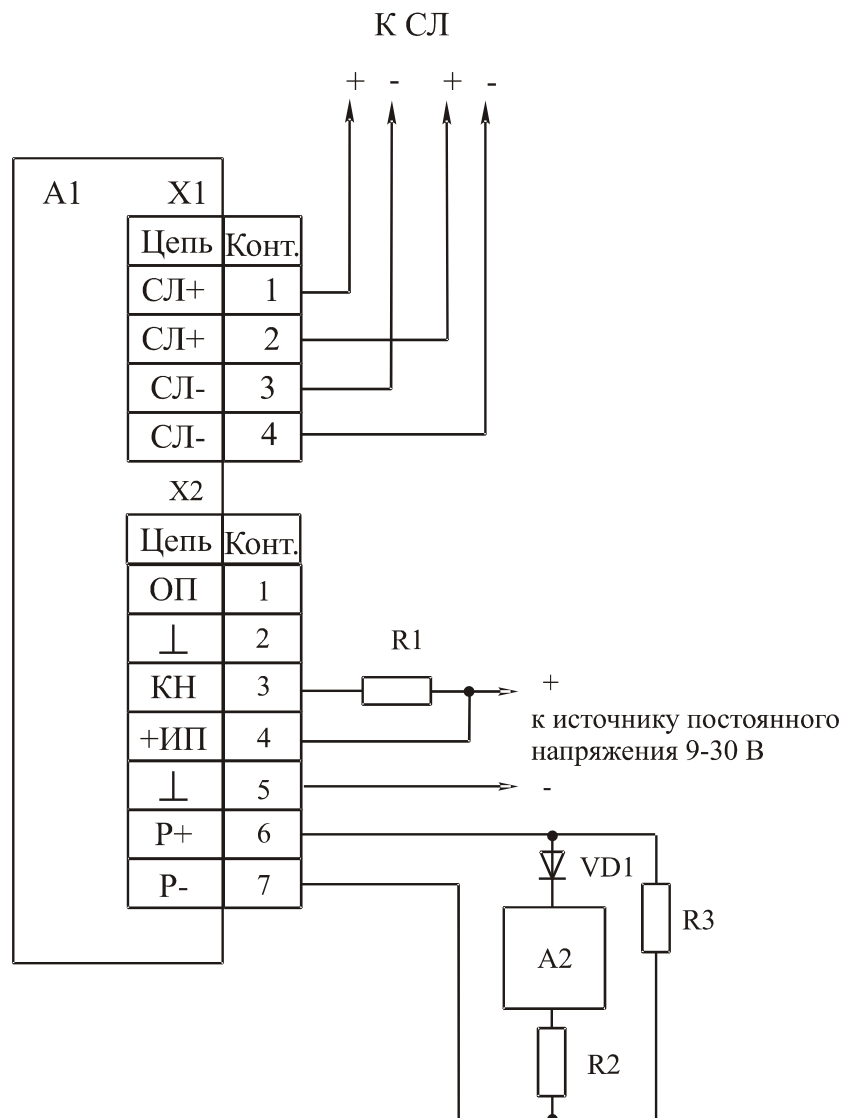 К СЛ
+ - + -
А1 Х1
Цепь Конт.
СЛ+ 1
СЛ+ 2
СЛ- 3
СЛ- 4
Х2
Цепь Конт.
ОП 1
⊥ 2
R1
КН 3
+
к источнику постоянного
+ИП 4
напряжения 9-30 В
⊥ 5
-
Р+ 6
VD1
Р- 7
R3
А2
R2